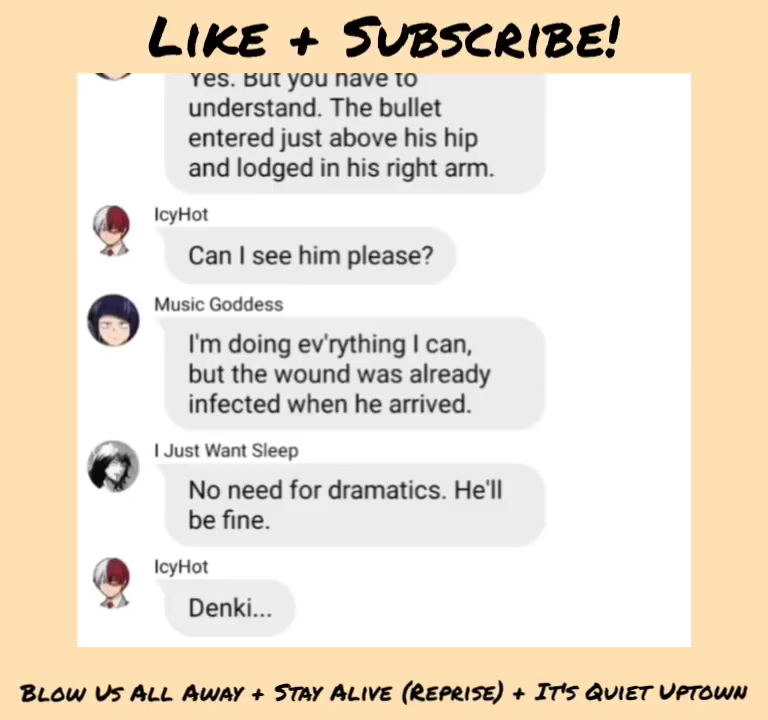 LIKE + SUBSCRIBE!
Yes. But you have to
understand. The bullet
entered just above his hip
and lodged in his right arm.
IcyHot
Can I see him please?
Music Goddess
I'm doing ev'rything I can,
but the wound was already
infected when he arrived.
I Just Want Sleep
No need for dramatics. He'll
be fine.
IcyHot
Denki...
BLOW US ALL AWAY + STAY ALIVE (REPRISE) + IT'S QUIET UPTOWN